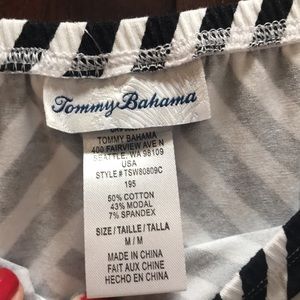 Tommy Bahama
TOMMY BAHAMA
400 FAIRVIEW AVE N
SEATTLE, WA 98109
USA
STYLE # TSW80809C
195
50% COTTON
43% MODAL
7% SPANDEX
SIZE / TAILLE / TALLA
M / M
MADE IN CHINA
FAIT AUX CHINE
HECHO EN CHINA